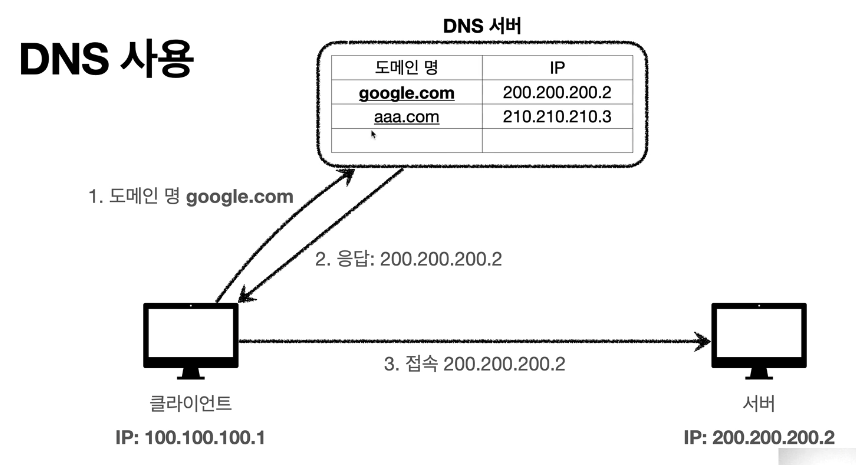 DNS 사용
DNS 서버
도메인 명 IP
google.com 200.200.200.2
aaa.com 210.210.210.3
1. 도메인 명 google.com
2. 응답: 200.200.200.2
3. 접속 200.200.200.2
클라이언트
IP: 100.100.100.1
서버
IP: 200.200.200.2